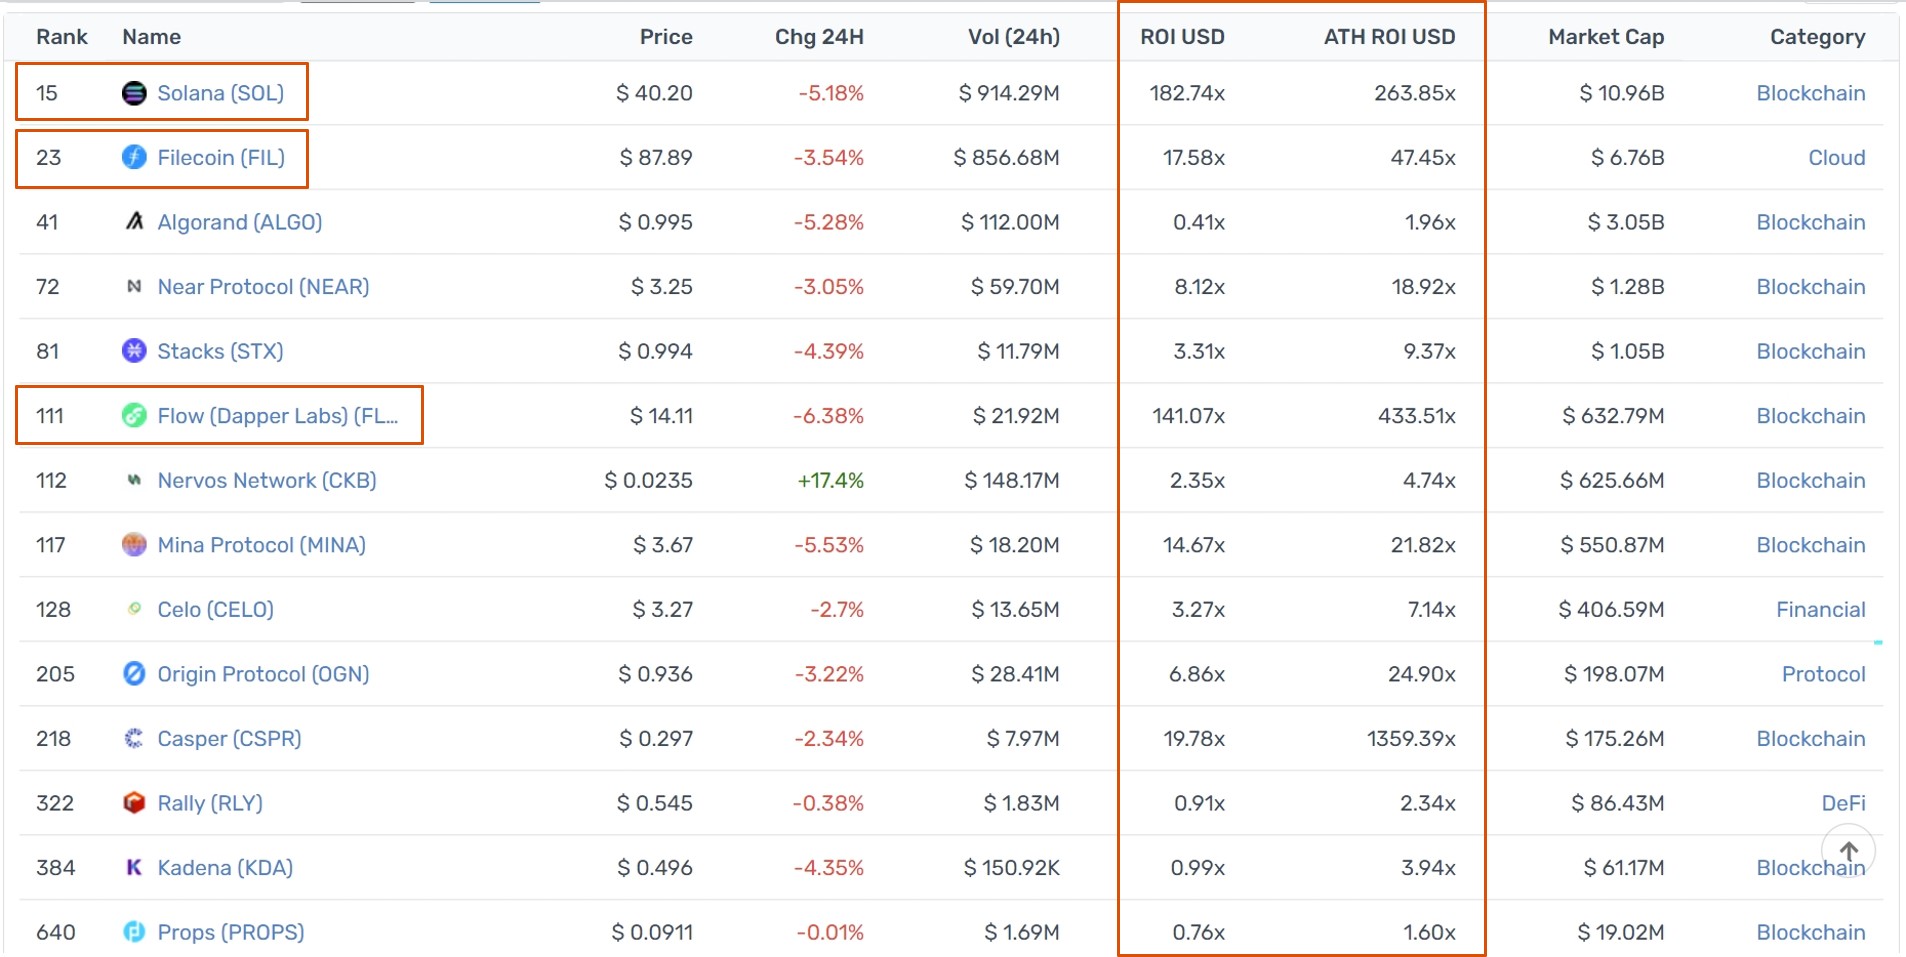 Rank Name Price Chg 24H Vol (24h) ROI USD ATH ROI USD Market Cap Category
15 Solana (SOL) $ 40.20 -5.18% $ 914.29M 182.74x 263.85x $ 10.96B Blockchain
23 Filecoin (FIL) $ 87.89 -3.54% $ 856.68M 17.58x 47.45x $ 6.76B Cloud
41 Algorand (ALGO) $ 0.995 -5.28% $ 112.00M 0.41x 1.96x $ 3.05B Blockchain
72 Near Protocol (NEAR) $ 3.25 -3.05% $ 59.70M 8.12x 18.92x $ 1.28B Blockchain
81 Stacks (STX) $ 0.994 -4.39% $ 11.79M 3.31x 9.37x $ 1.05B Blockchain
111 Flow (Dapper Labs) (FL... $ 14.11 -6.38% $ 21.92M 141.07x 433.51x $ 632.79M Blockchain
112 Nervos Network (CKB) $ 0.0235 +17.4% $ 148.17M 2.35x 4.74x $ 625.66M Blockchain
117 Mina Protocol (MINA) $ 3.67 -5.53% $ 18.20M 14.67x 21.82x $ 550.87M Blockchain
128 Celo (CELO) $ 3.27 -2.7% $ 13.65M 3.27x 7.14x $ 406.59M Financial
205 Origin Protocol (OGN) $ 0.936 -3.22% $ 28.41M 6.86x 24.90x $ 198.07M Protocol
218 Casper (CSPR) $ 0.297 -2.34% $ 7.97M 19.78x 1359.39x $ 175.26M Blockchain
322 Rally (RLY) $ 0.545 -0.38% $ 1.83M 0.91x 2.34x $ 86.43M DeFi
384 Kadena (KDA) $ 0.496 -4.35% $ 150.92K 0.99x 3.94x $ 61.17M Blockchain
640 Props (PROPS) $ 0.0911 -0.01% $ 1.69M 0.76x 1.60x $ 19.02M Blockchain